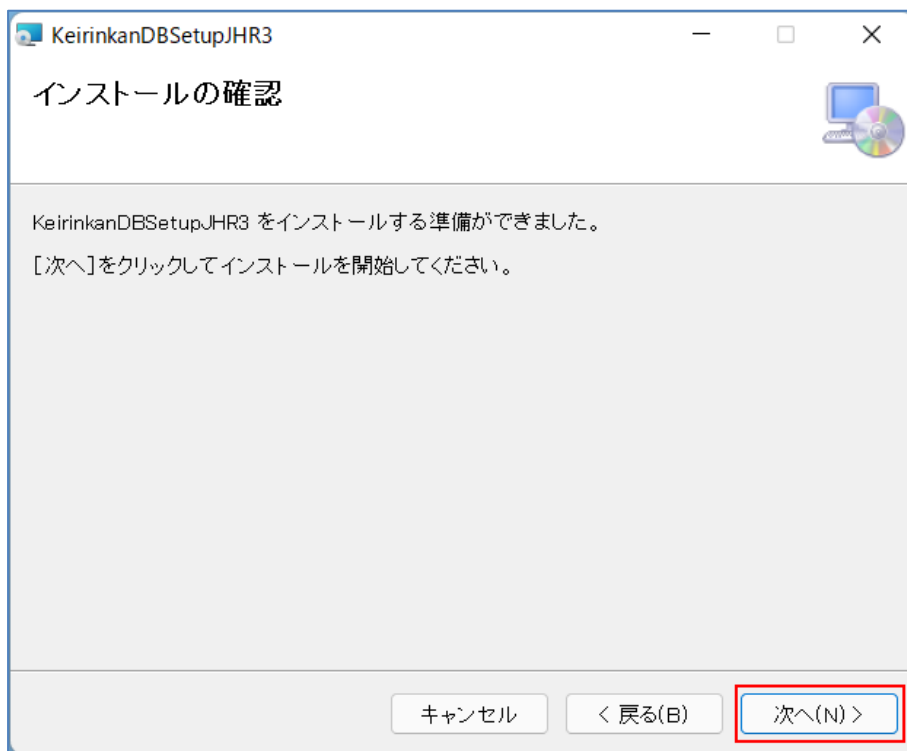 KeirinkanDBSetupJHR3
インストールの確認
KeirinkanDBSetupJHR3 をインストールする準備ができました。
[次へ]をクリックしてインストールを開始してください。
キャンセル
< 戻る(B)
次へ(N) >